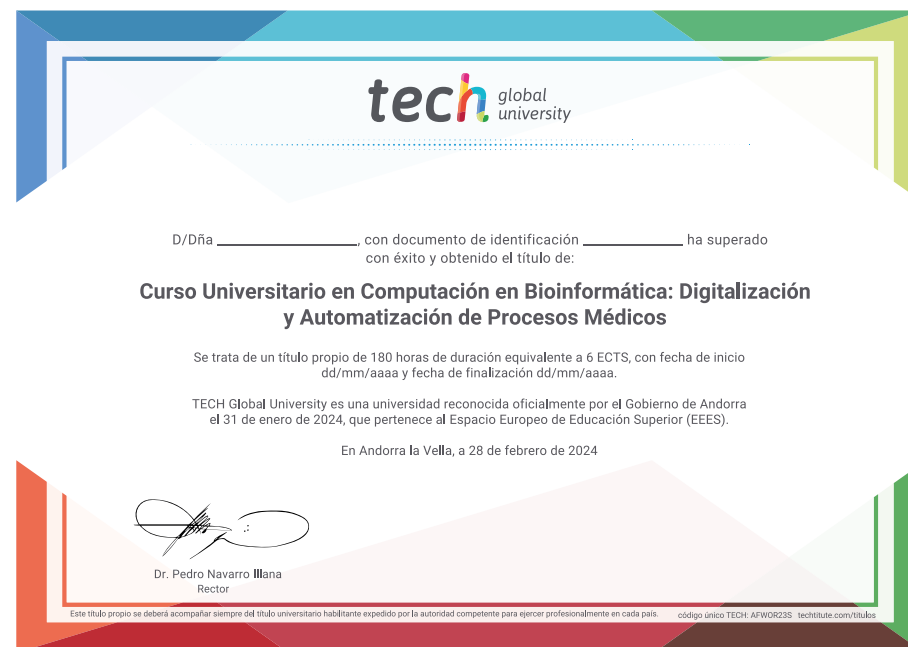 tech global university
D/Dña ____________________, con documento de identificación ______________ ha superado
con éxito y obtenido el título de:
Curso Universitario en Computación en Bioinformática: Digitalización
y Automatización de Procesos Médicos
Se trata de un título propio de 180 horas de duración equivalente a 6 ECTS, con fecha de inicio
dd/mm/aaaa y fecha de finalización dd/mm/aaaa.
TECH Global University es una universidad reconocida oficialmente por el Gobierno de Andorra
el 31 de enero de 2024, que pertenece al Espacio Europeo de Educación Superior (EEES).
En Andorra la Vella, a 28 de febrero de 2024
Dr. Pedro Navarro Illana
Rector
Este título propio se deberá acompañar siempre del título universitario habilitante expedido por la autoridad competente para ejercer profesionalmente en cada país. código único TECH: AFWOR23S techtitute.com/titulos